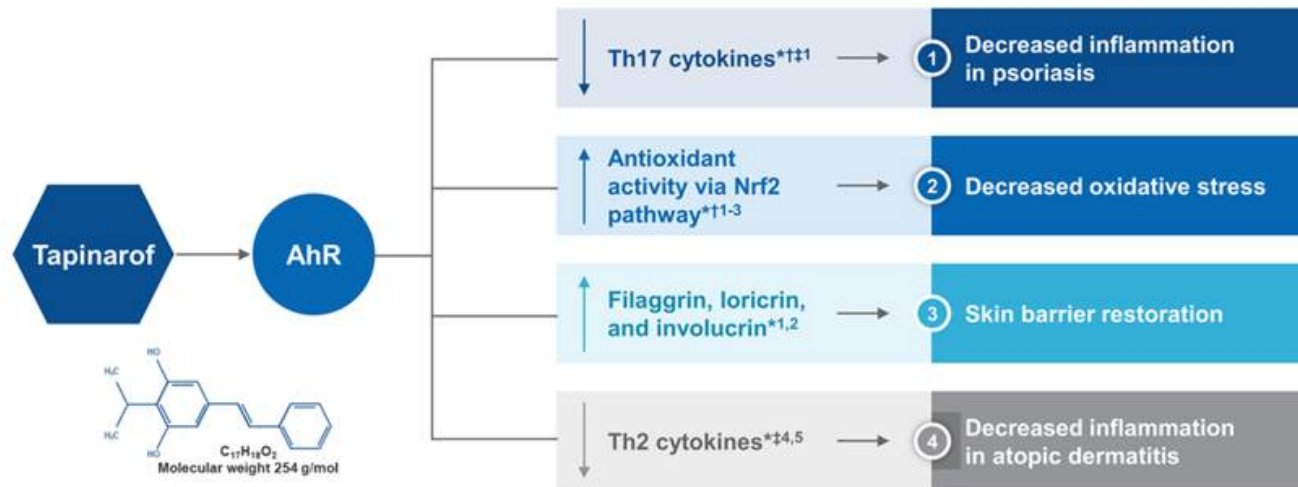 Tapinarof
AhR
Th17 cytokines*†‡1
1
Decreased inflammation
in psoriasis
Antioxidant
activity via Nrf2
pathway*†1-3
2
Decreased oxidative stress
Filaggrin, loricrin,
and involucrin*1,2
3
Skin barrier restoration
Th2 cytokines*‡4,5
4
Decreased inflammation
in atopic dermatitis
HO
H₃C
H₃C
HO
C₁₇H₁₈O₂
Molecular weight 254 g/mol